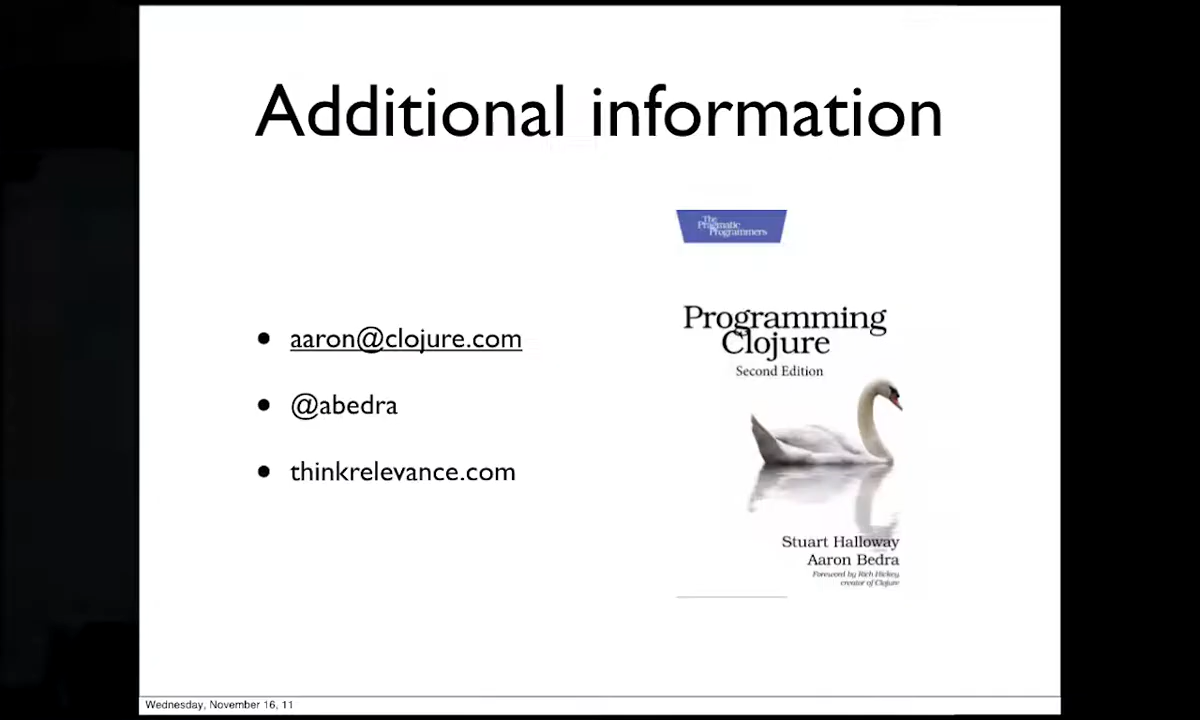 Additional information
aaron@clojure.com
@abedra
thinkrelevance.com
The
Pragmatic
Programmers
Programming
Clojure
Second Edition
Stuart Halloway
Aaron Bedra
Foreword by Rich Hickey
creator of Clojure
Wednesday, November 16, 11